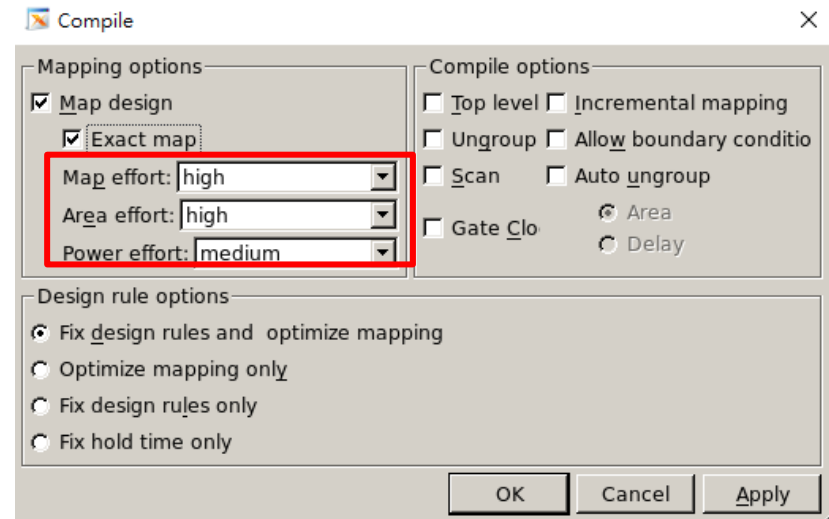 Compile
Mapping options
Map design
Exact map
Map effort: high
Area effort: high
Power effort: medium
Compile options
Top level Incremental mapping
Ungroup Allow boundary conditio
Scan Auto ungroup
Gate Clo
Area
Delay
Design rule options
Fix design rules and optimize mapping
Optimize mapping only
Fix design rules only
Fix hold time only
OK Cancel Apply